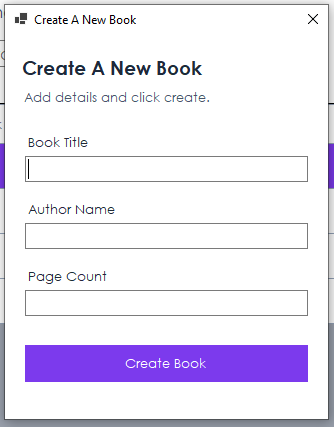 Create A New Book
Create A New Book
Add details and click create.
Book Title
Author Name
Page Count
Create Book